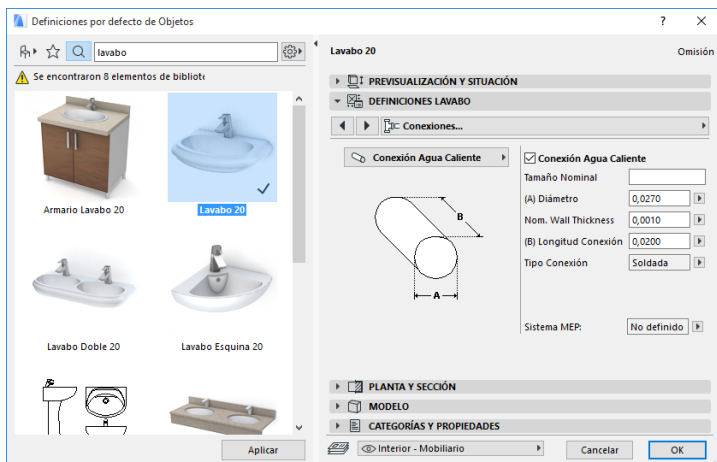 Definiciones por defecto de Objetos
?
lavabo
Se encontraron 8 elementos de bibliote
Armario Lavabo 20
Lavabo 20
Lavabo Doble 20
Lavabo Esquina 20
Aplicar
Lavabo 20
Omisión
PREVISUALIZACIÓN Y SITUACIÓN
DEFINICIONES LAVABO
Conexiones...
Conexión Agua Caliente
B
A
Conexión Agua Caliente
Tamaño Nominal
(A) Diámetro 0,0270
Nom. Wall Thickness 0,0010
(B) Longitud Conexión 0,0200
Tipo Conexión Soldada
Sistema MEP: No definido
PLANTA Y SECCIÓN
MODELO
CATEGORÍAS Y PROPIEDADES
Interior - Mobiliario
Cancelar
OK